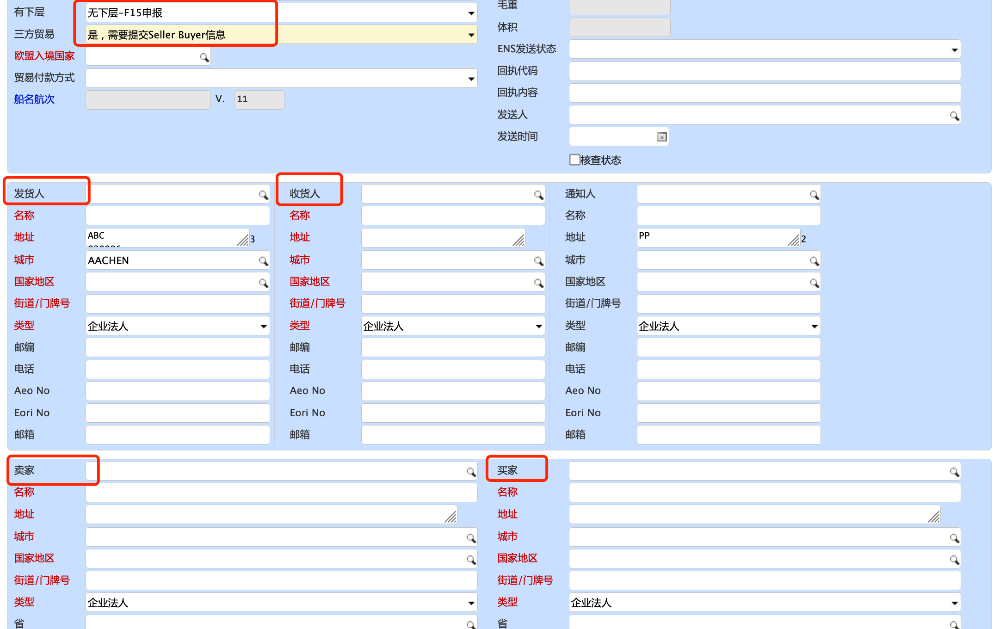 有下层 无下层-F15申报
三方贸易 是，需要提交Seller Buyer信息
欧盟入境国家
贸易付款方式
船名航次 V. 11
毛重
体积
ENS发送状态
回执代码
回执内容
发送人
发送时间
核查状态
发货人
名称
地址 ABC 3
城市 AACHEN
国家地区
街道/门牌号
类型 企业法人
邮编
电话
Aeo No
Eori No
邮箱
收货人
名称
地址
城市
国家地区
街道/门牌号
类型 企业法人
邮编
电话
Aeo No
Eori No
邮箱
通知人
名称
地址 PP 2
城市
国家地区
街道/门牌号
类型 企业法人
邮编
电话
Aeo No
Eori No
邮箱
卖家
名称
地址
城市
国家地区
街道/门牌号
类型 企业法人
省
买家
名称
地址
城市
国家地区
街道/门牌号
类型 企业法人
省